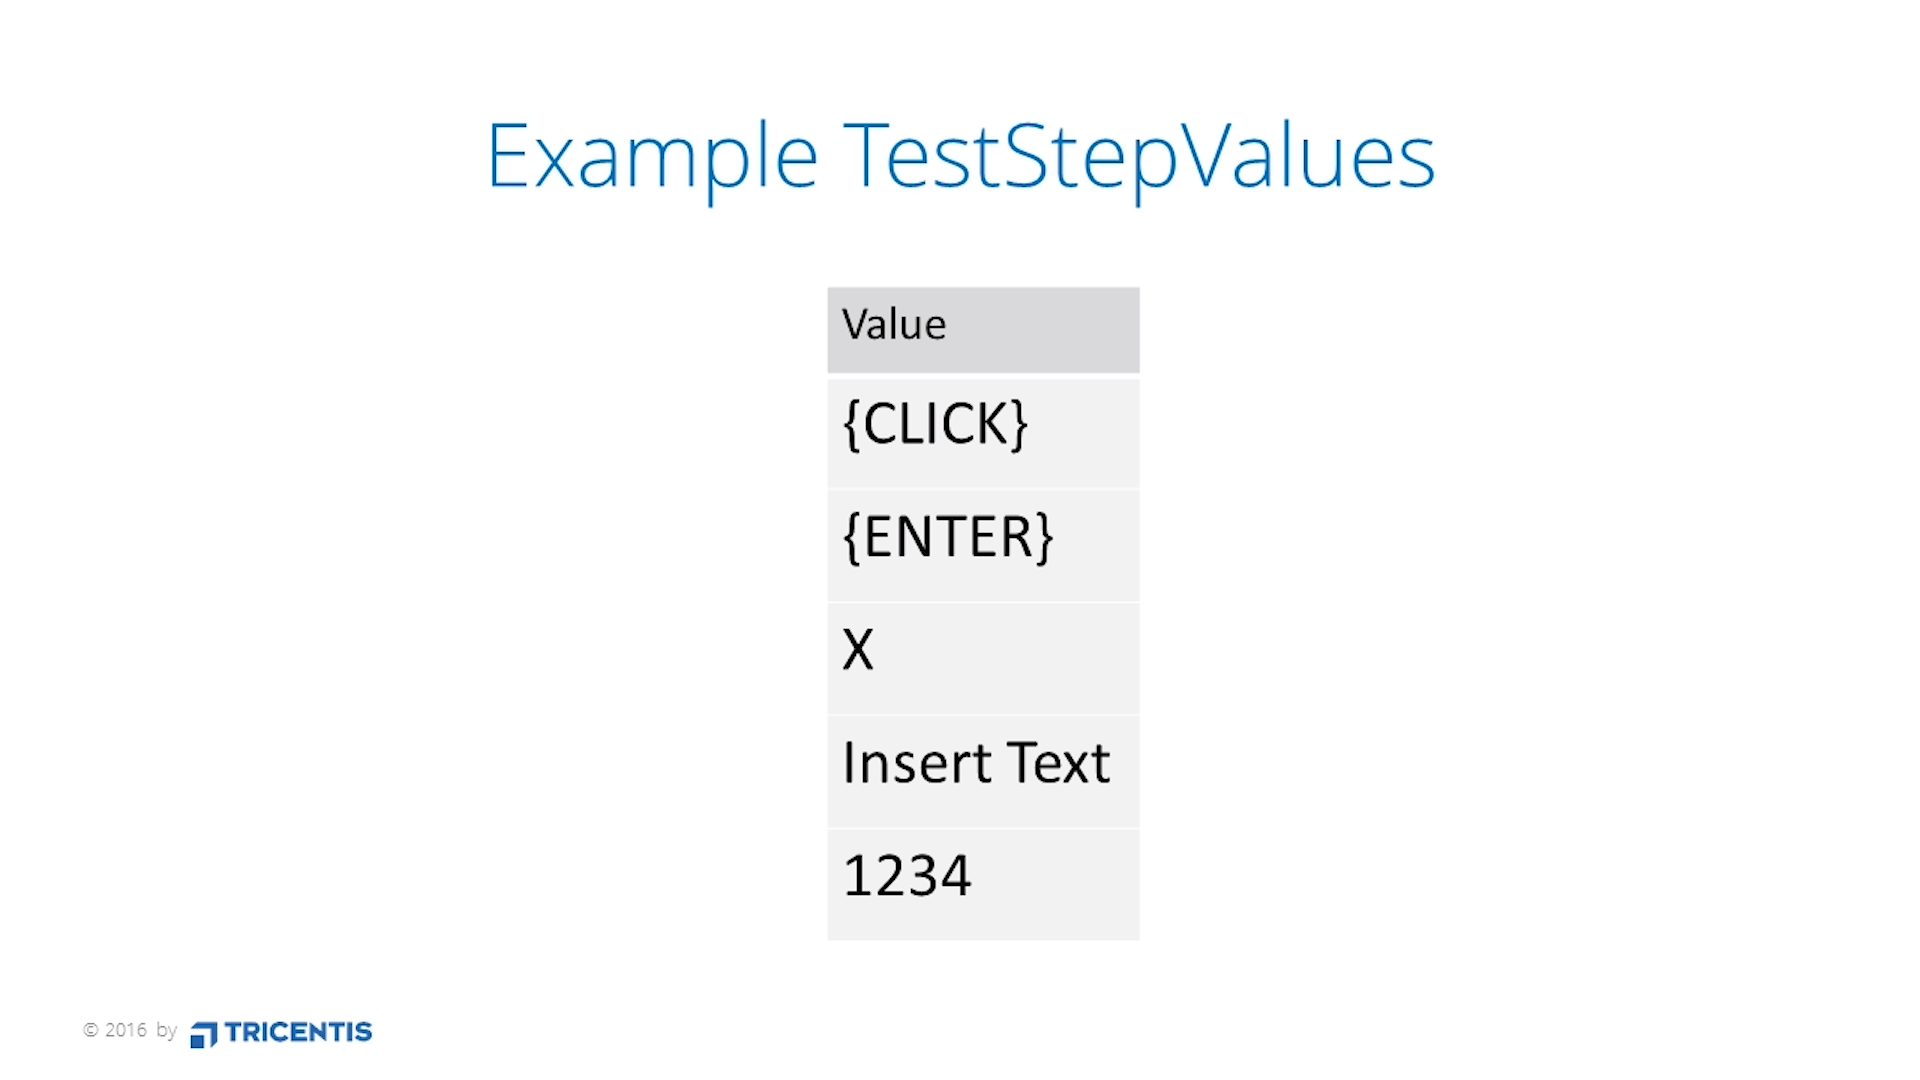 Example TestStepValues
Value
{CLICK}
{ENTER}
X
Insert Text
1234
© 2016 by TRICENTIS